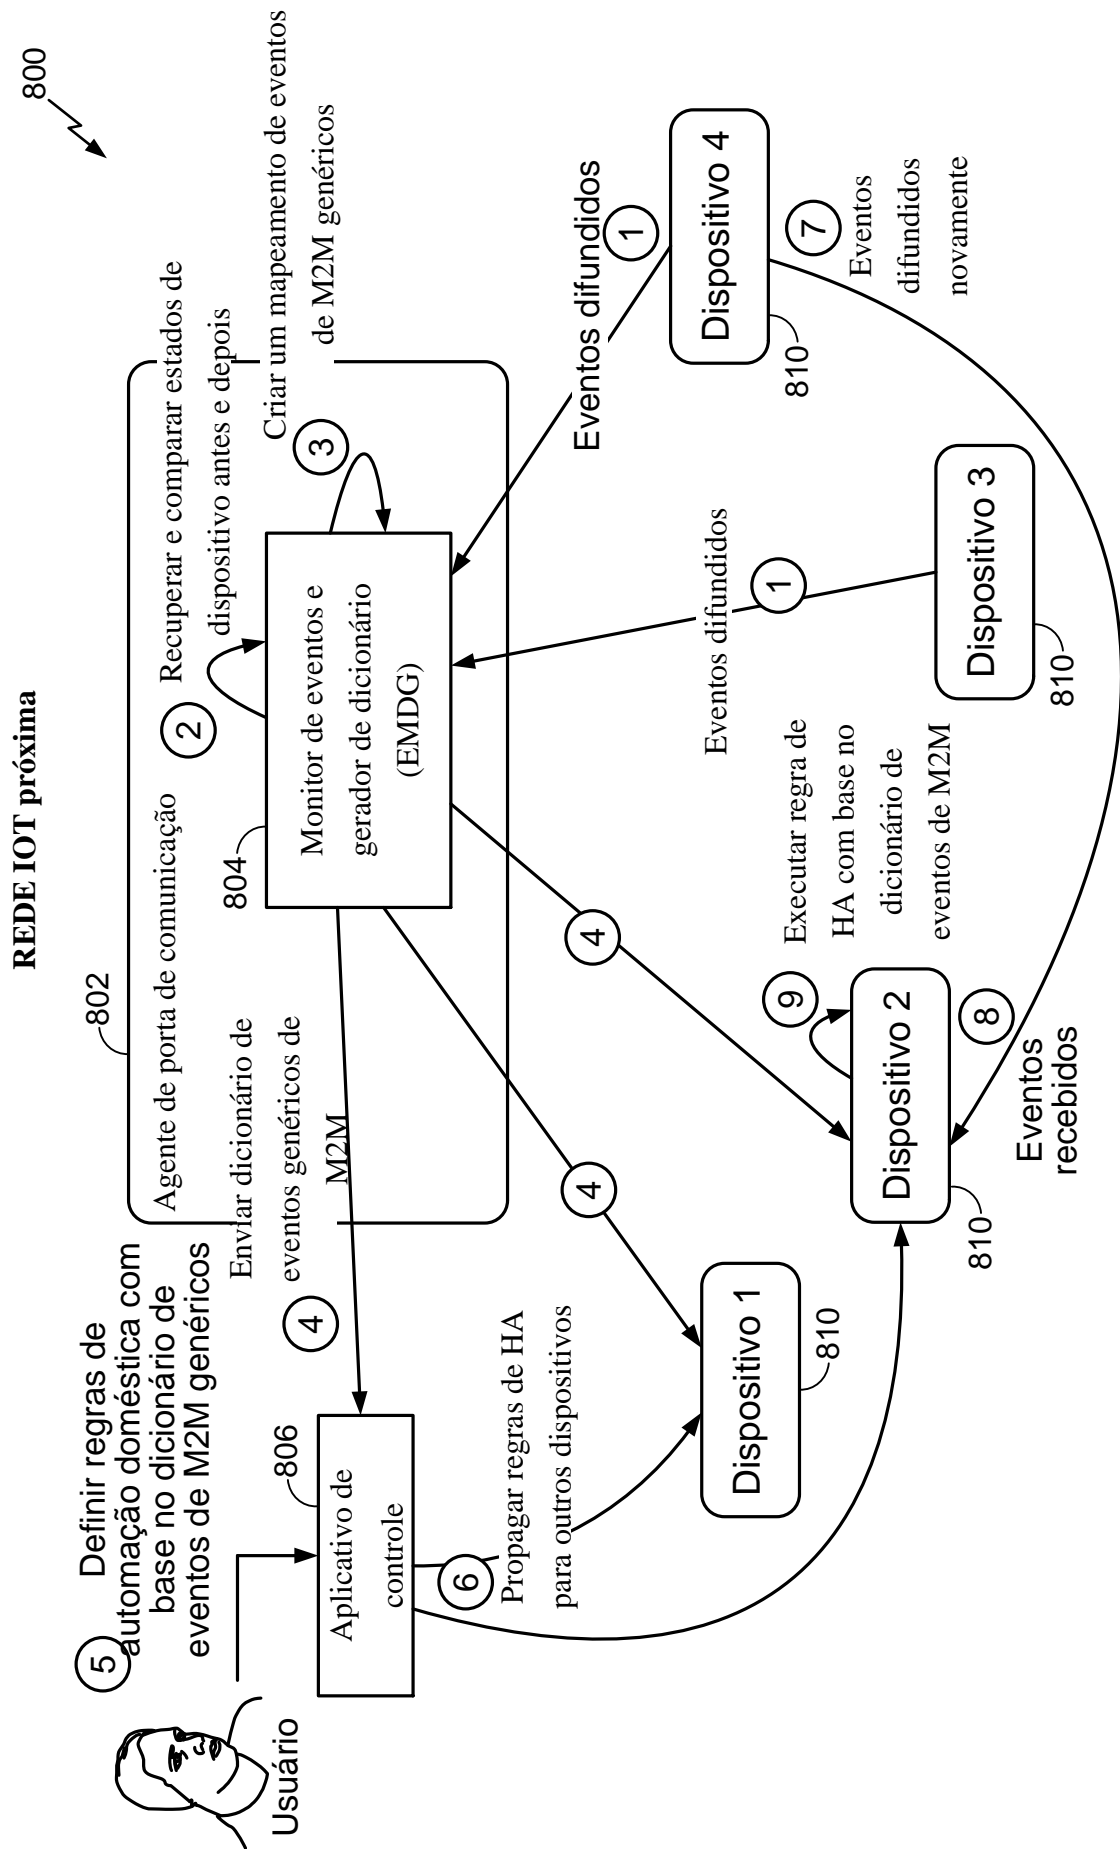 REDE IOT próxima
800
802
Agente de porta de comunicação
2
Recuperar e comparar estados de
dispositivo antes e depois
3
Criar um mapeamento de eventos
de M2M genéricos
804
Monitor de eventos e
gerador de dicionário
(EMDG)
5
Definir regras de
automação doméstica com
base no dicionário de
eventos de M2M genéricos
Usuário
Enviar dicionário de
eventos genéricos de
M2M
4
806
Aplicativo de
controle
6
Propagar regras de HA
para outros dispositivos
4
4
Eventos difundidos
1
Eventos difundidos
1
Dispositivo 1
810
9
Executar regra de
HA com base no
dicionário de
eventos de M2M
Dispositivo 2
810
8
Eventos
recebidos
Dispositivo 3
810
Dispositivo 4
810
7
Eventos
difundidos
novamente